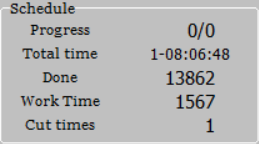 Schedule
Progress 0/0
Total time 1-08:06:48
Done 13862
Work Time 1567
Cut times 1